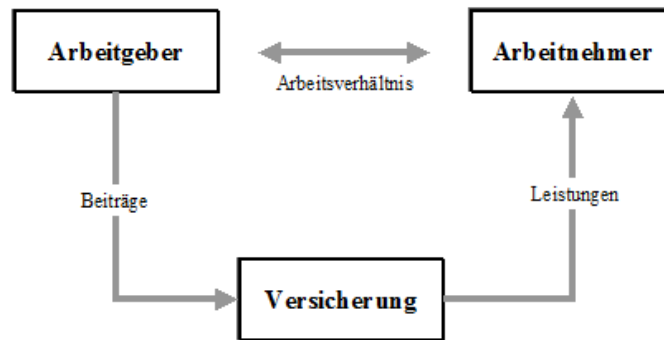 Arbeitgeber
Arbeitnehmer
Arbeitsverhältnis
Beiträge
Leistungen
Versicherung